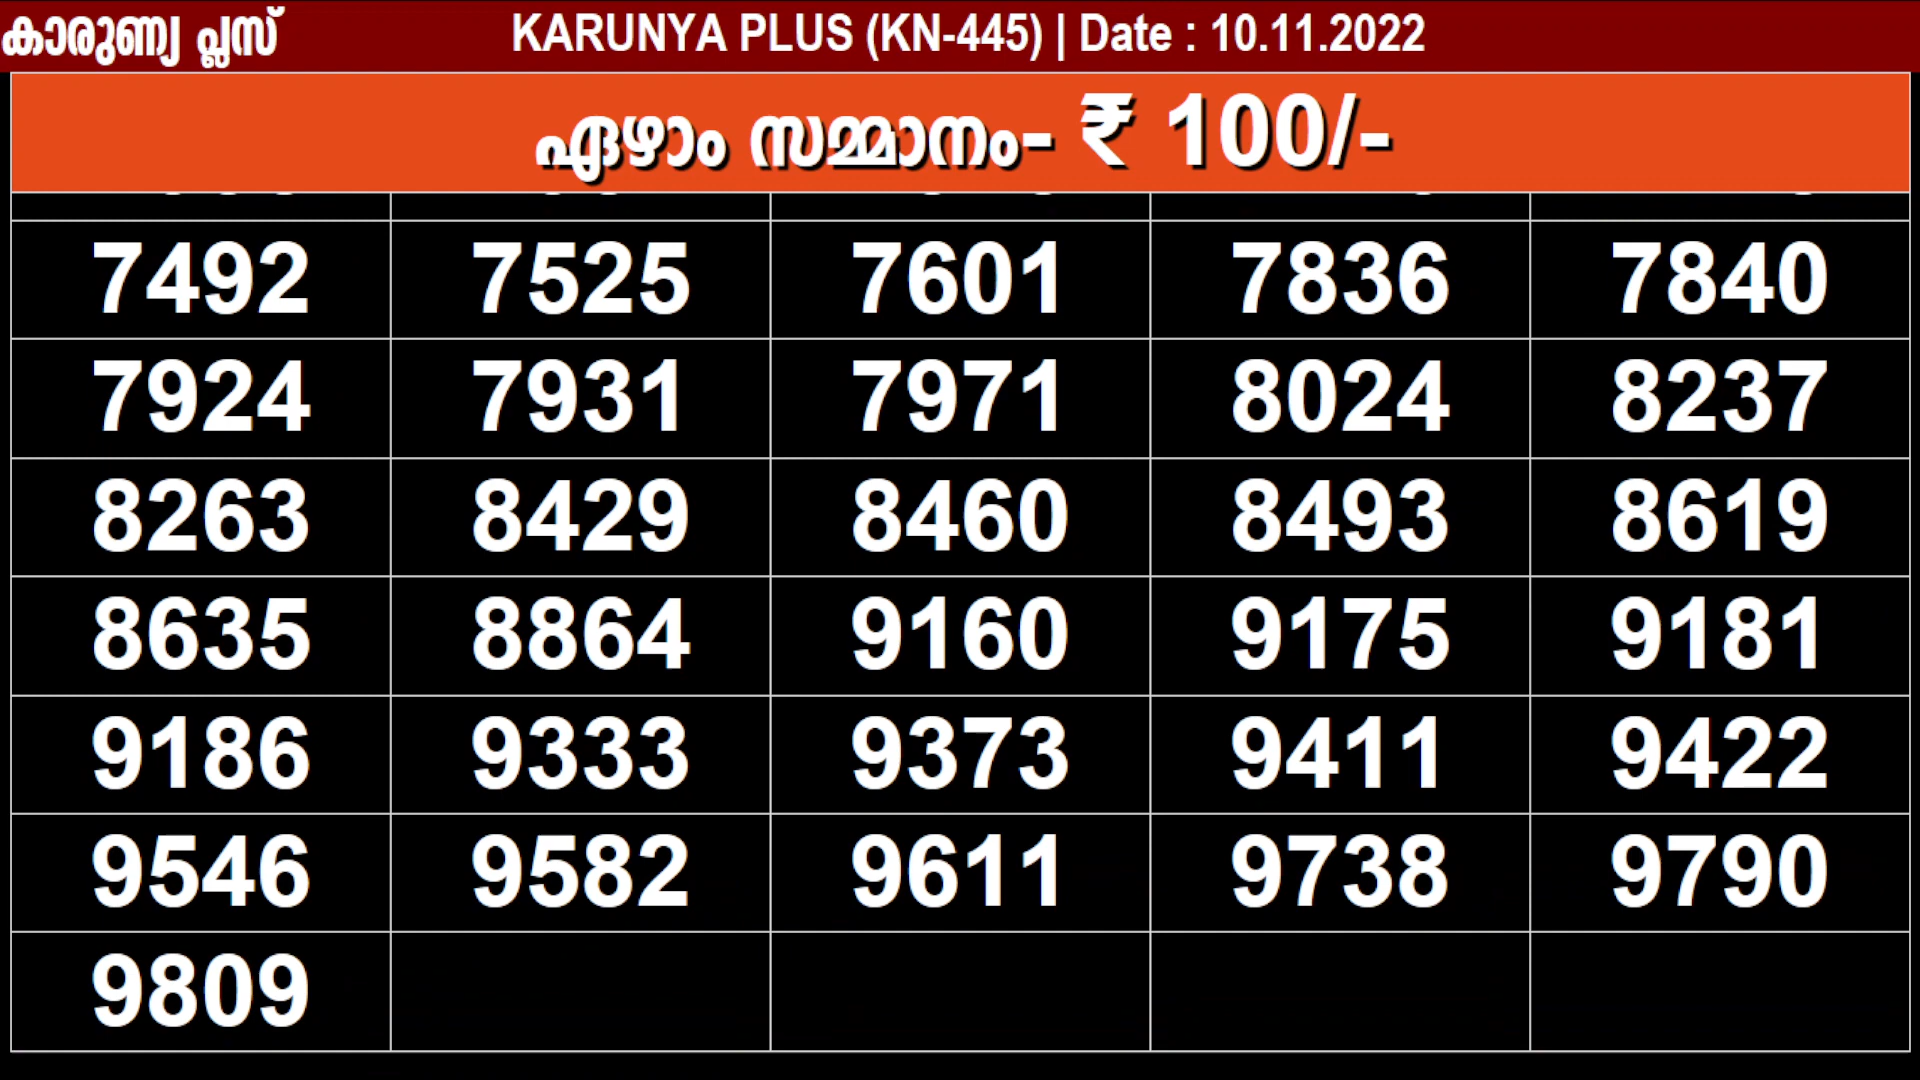 കാരുണ്യ പ്ലസ് KARUNYA PLUS (KN-445) | Date : 10.11.2022
ഏഴാം സമ്മാനം- ₹ 100/-
7492 7525 7601 7836 7840
7924 7931 7971 8024 8237
8263 8429 8460 8493 8619
8635 8864 9160 9175 9181
9186 9333 9373 9411 9422
9546 9582 9611 9738 9790
9809